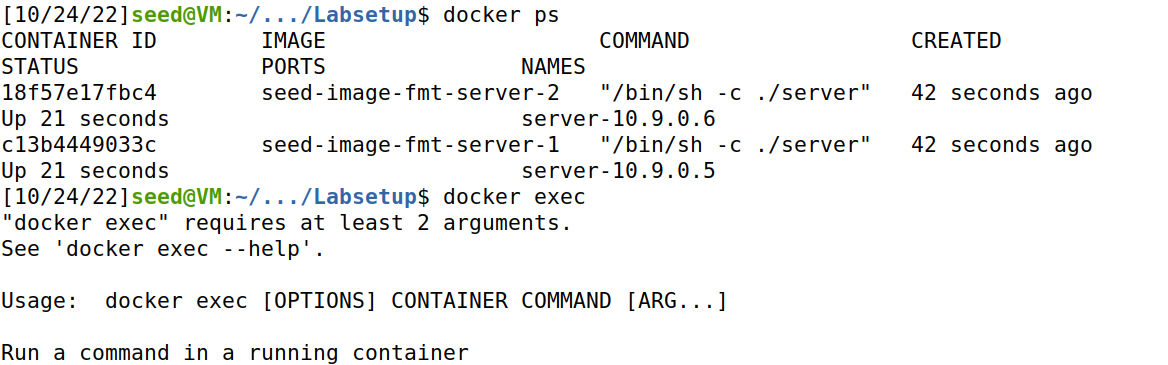 [10/24/22]seed@VM:~/.../Labsetup$ docker ps
CONTAINER ID        IMAGE                     COMMAND                 CREATED
STATUS              PORTS               NAMES
18f57e17fbc4        seed-image-fmt-server-2   "/bin/sh -c ./server"   42 seconds ago
Up 21 seconds                           server-10.9.0.6
c13b4449033c        seed-image-fmt-server-1   "/bin/sh -c ./server"   42 seconds ago
Up 21 seconds                           server-10.9.0.5
[10/24/22]seed@VM:~/.../Labsetup$ docker exec
"docker exec" requires at least 2 arguments.
See 'docker exec --help'.

Usage:  docker exec [OPTIONS] CONTAINER COMMAND [ARG...]

Run a command in a running container